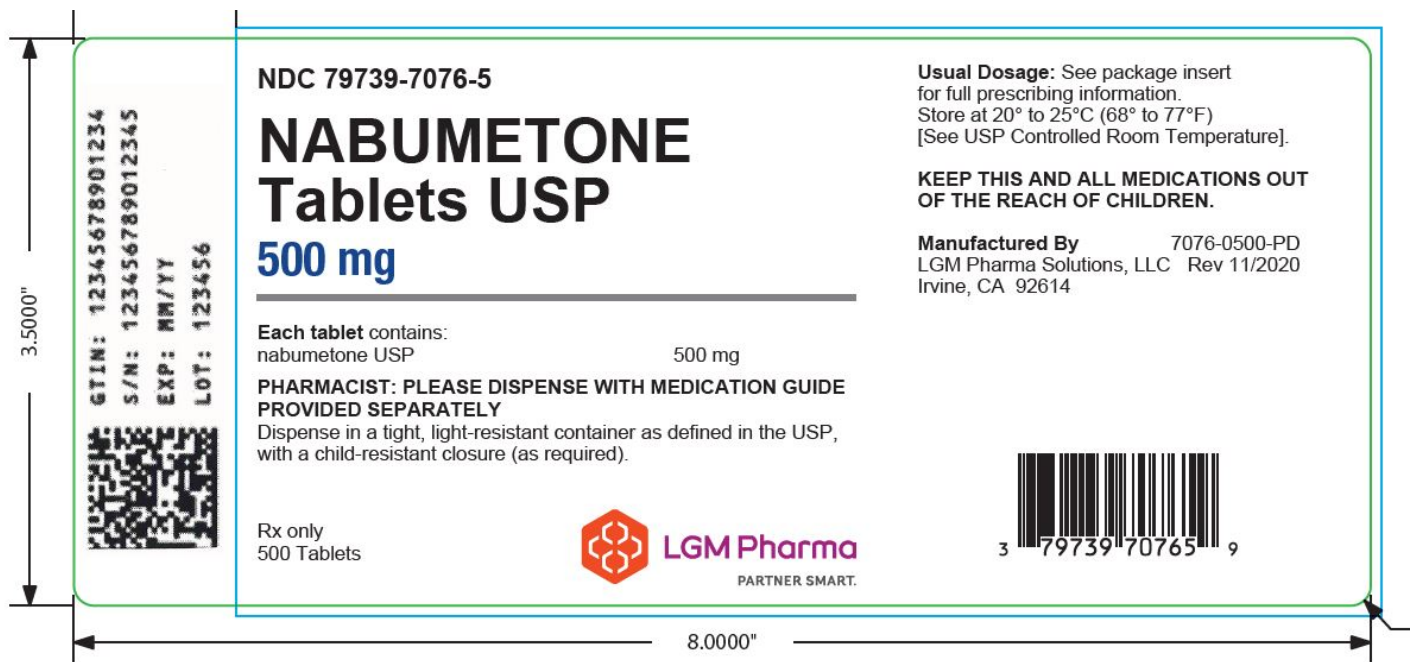 3.5000"
GTIN: 12345678901234
S/N: 123456789012345
EXP: MM/YY
LOT: 123456
NDC 79739-7076-5
NABUMETONE
Tablets USP
500 mg
Each tablet contains:
nabumetone USP 500 mg
PHARMACIST: PLEASE DISPENSE WITH MEDICATION GUIDE
PROVIDED SEPARATELY
Dispense in a tight, light-resistant container as defined in the USP,
with a child-resistant closure (as required).
Rx only
500 Tablets
LGM Pharma
PARTNER SMART.
Usual Dosage: See package insert
for full prescribing information.
Store at 20° to 25°C (68° to 77°F)
[See USP Controlled Room Temperature].
KEEP THIS AND ALL MEDICATIONS OUT
OF THE REACH OF CHILDREN.
Manufactured By 7076-0500-PD
LGM Pharma Solutions, LLC Rev 11/2020
Irvine, CA 92614
3 79739 70765 9
8.0000"